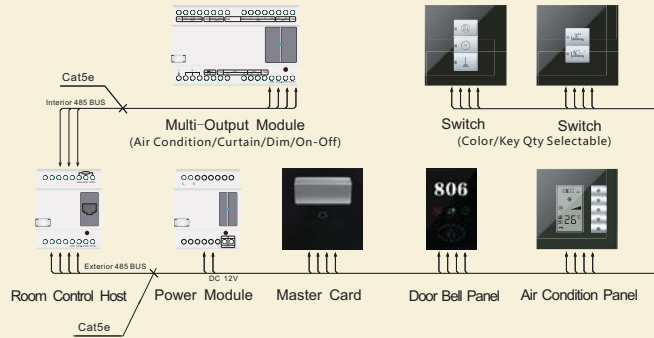 Cat5e
Interior 485 BUS
Multi-Output Module
(Air Condition/Curtain/Dim/On-Off)
Switch
Switch
(Color/Key Qty Selectable)
806
26°C
Exterior 485 BUS
DC 12V
Room Control Host
Power Module
Master Card
Door Bell Panel
Air Condition Panel
Cat5e